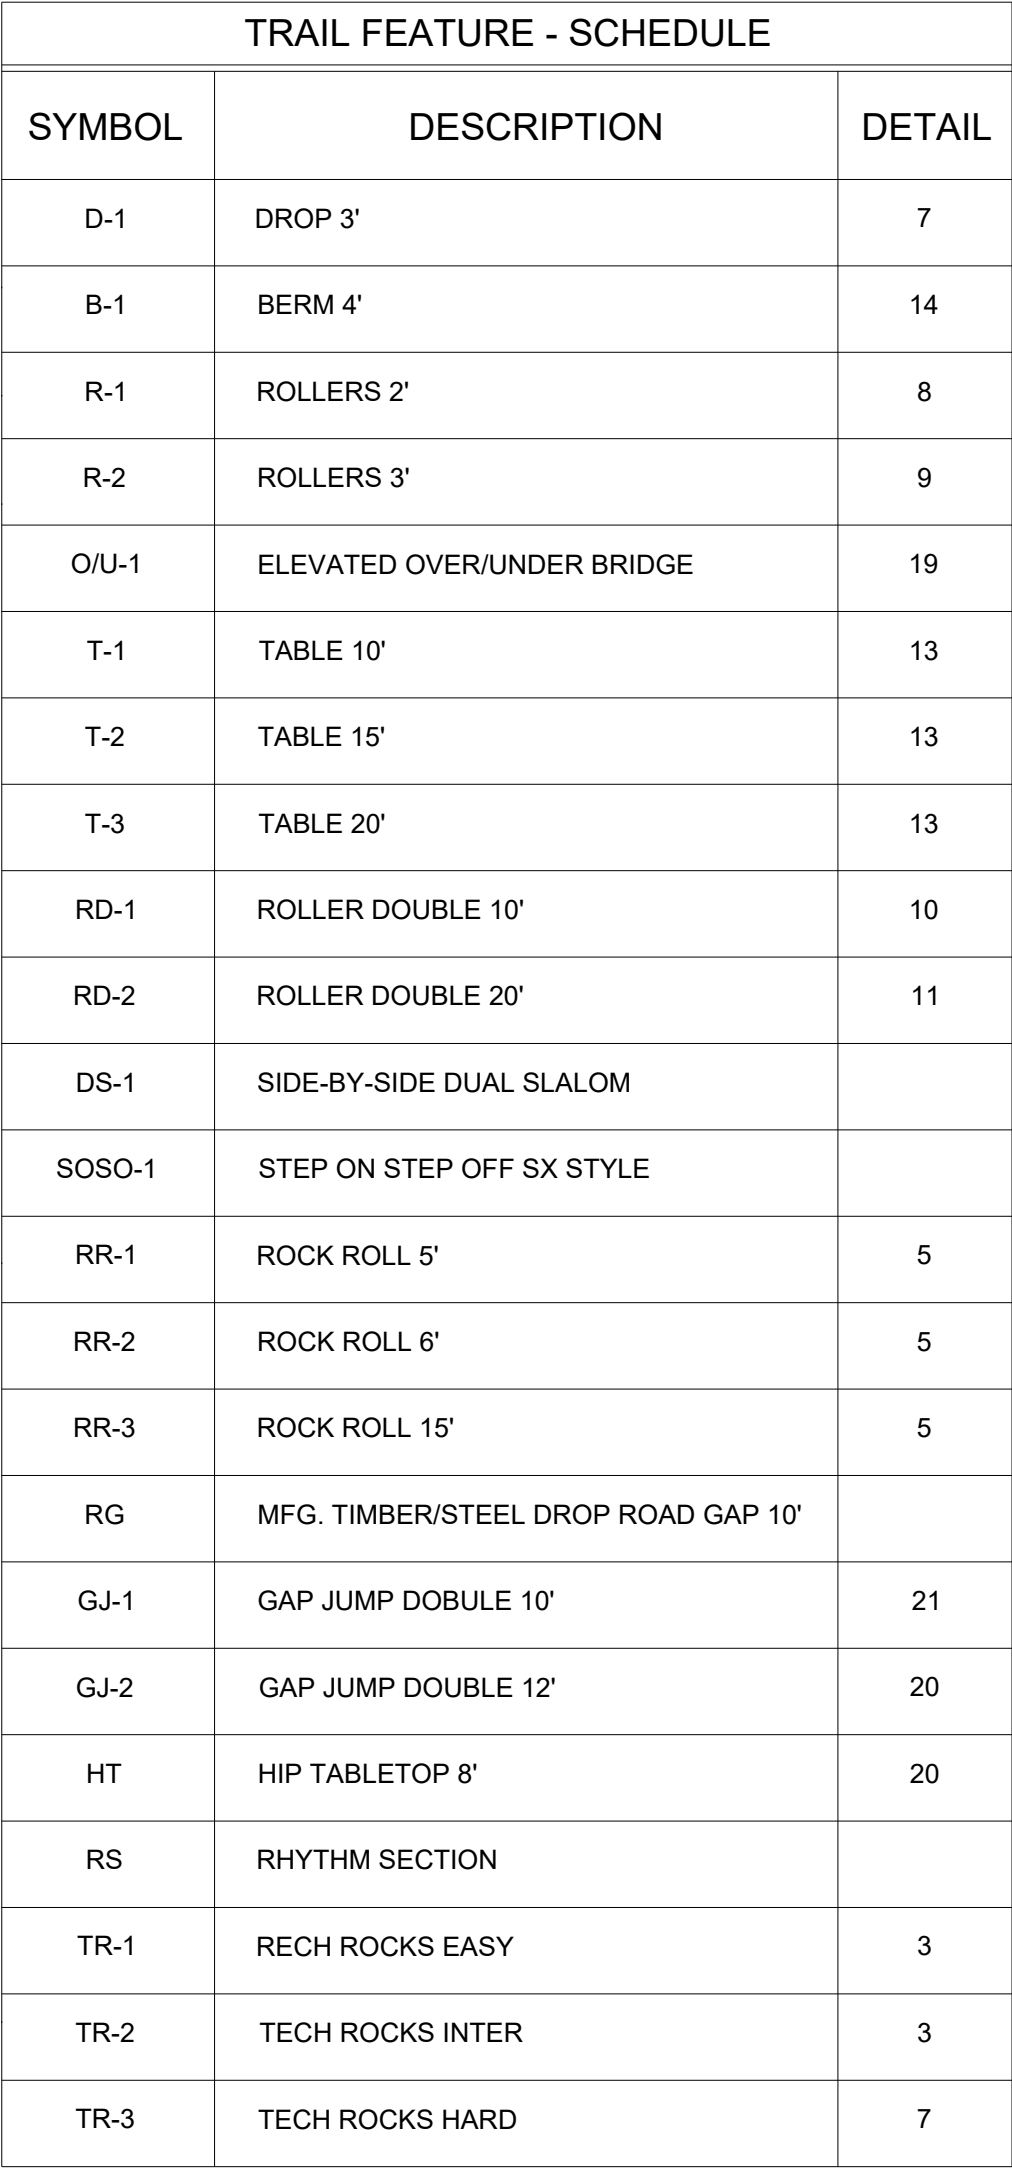 TRAIL FEATURE - SCHEDULE
SYMBOL DESCRIPTION DETAIL
D-1 DROP 3' 7
B-1 BERM 4' 14
R-1 ROLLERS 2' 8
R-2 ROLLERS 3' 9
O/U-1 ELEVATED OVER/UNDER BRIDGE 19
T-1 TABLE 10' 13
T-2 TABLE 15' 13
T-3 TABLE 20' 13
RD-1 ROLLER DOUBLE 10' 10
RD-2 ROLLER DOUBLE 20' 11
DS-1 SIDE-BY-SIDE DUAL SLALOM
SOSO-1 STEP ON STEP OFF SX STYLE
RR-1 ROCK ROLL 5' 5
RR-2 ROCK ROLL 6' 5
RR-3 ROCK ROLL 15' 5
RG MFG. TIMBER/STEEL DROP ROAD GAP 10'
GJ-1 GAP JUMP DOBULE 10' 21
GJ-2 GAP JUMP DOUBLE 12' 20
HT HIP TABLETOP 8' 20
RS RHYTHM SECTION
TR-1 RECH ROCKS EASY 3
TR-2 TECH ROCKS INTER 3
TR-3 TECH ROCKS HARD 7